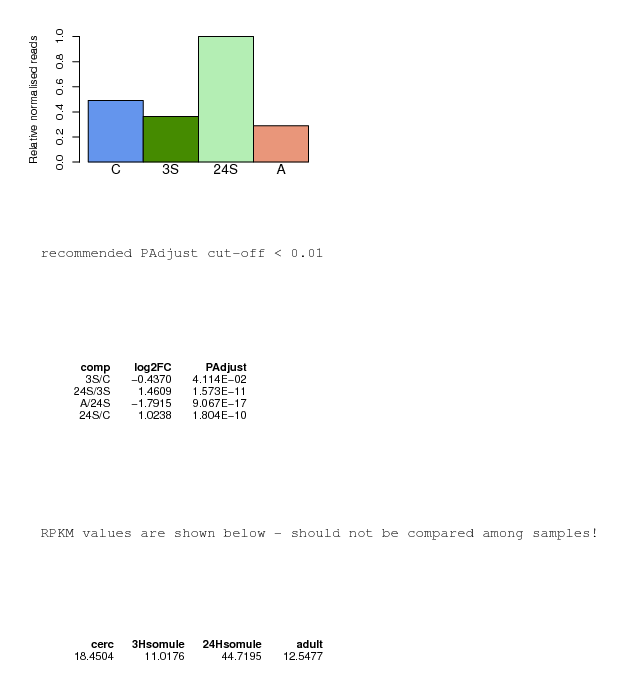 Relative normalised reads
1.0
0.8
0.6
0.4
0.2
0.0
C 3S 24S A
recommended PAdjust cut-off < 0.01
comp log2FC PAdjust
3S/C −0.4370 4.114E−02
24S/3S 1.4609 1.573E−11
A/24S −1.7915 9.067E−17
24S/C 1.0238 1.804E−10
RPKM values are shown below - should not be compared among samples!
cerc 3Hsomule 24Hsomule adult
18.4504 11.0176 44.7195 12.5477